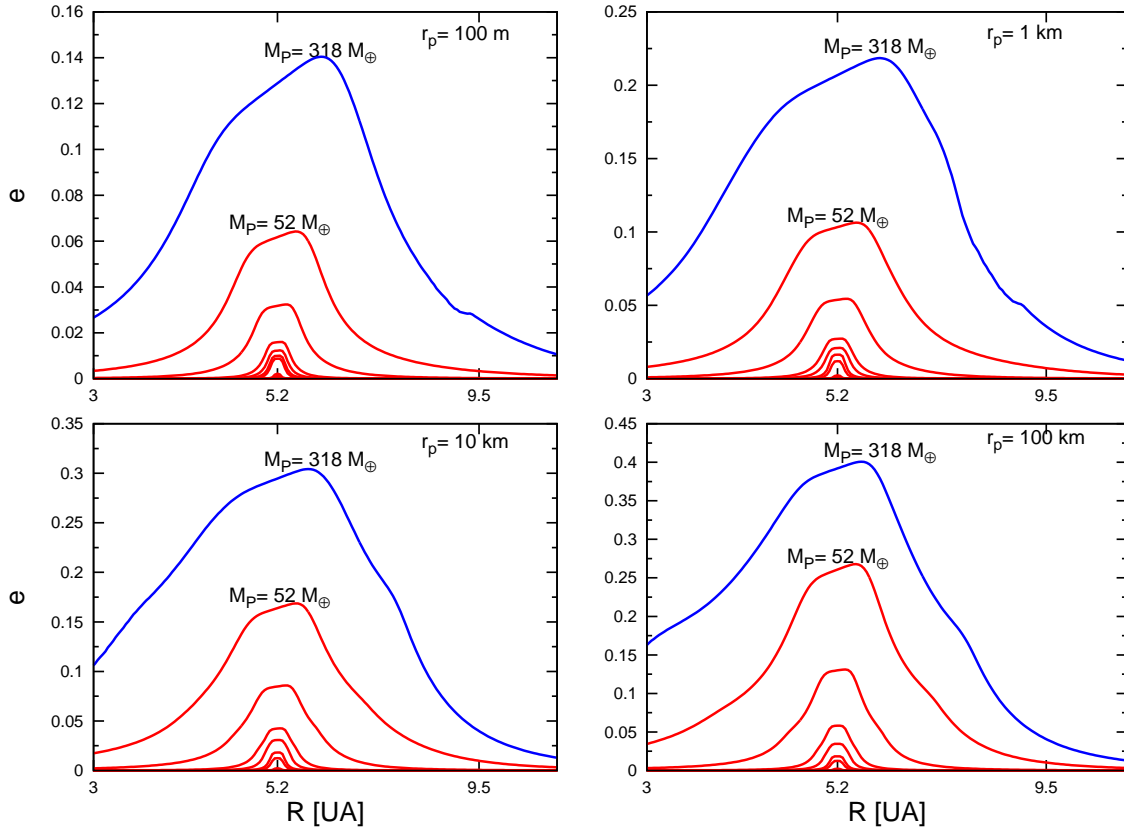 0.16
0.14
0.12
0.1
0.08
0.06
0.04
0.02
0
e
r_p= 100 m
M_P= 318 M_⊕
M_P= 52 M_⊕
3 5.2 9.5
0.25
0.2
0.15
0.1
0.05
0
r_p= 1 km
M_P= 318 M_⊕
M_P= 52 M_⊕
3 5.2 9.5
0.35
0.3
0.25
0.2
0.15
0.1
0.05
0
e
r_p= 10 km
M_P= 318 M_⊕
M_P= 52 M_⊕
3 5.2 9.5
R [UA]
0.45
0.4
0.35
0.3
0.25
0.2
0.15
0.1
0.05
0
r_p= 100 km
M_P= 318 M_⊕
M_P= 52 M_⊕
3 5.2 9.5
R [UA]